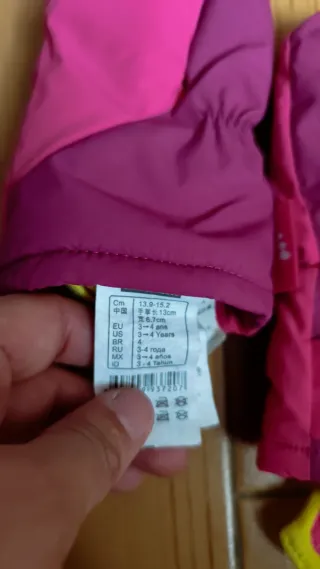 Cm 13.9-15.2
中国 手掌宽13cm
宽6.7cm
EU 3→4 ans
US 3→4 Years
BR 4
RU 3-4 года
MX 3→4 años
ID 3-4 Tahun
937207